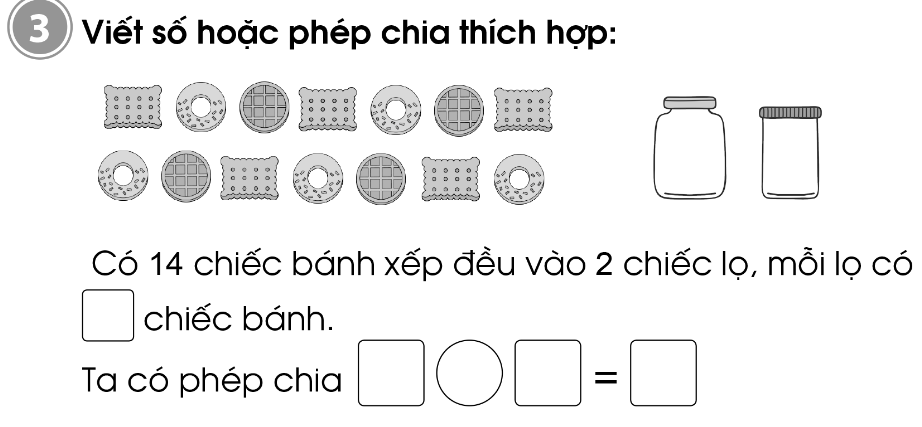 3 Viết số hoặc phép chia thích hợp:
Có 14 chiếc bánh xếp đều vào 2 chiếc lọ, mỗi lọ có
chiếc bánh.
Ta có phép chia =